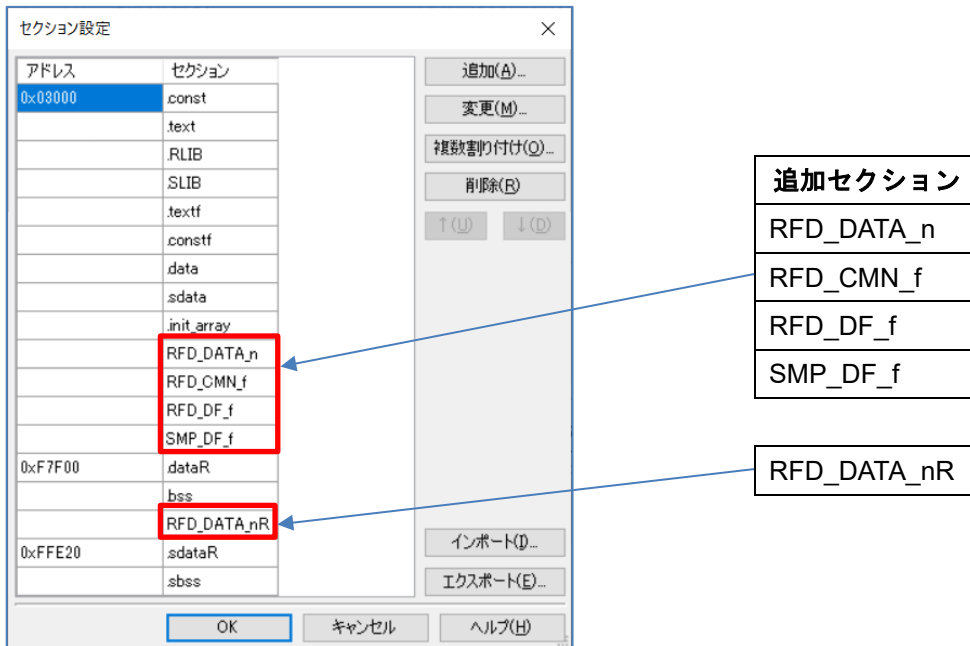 セクション設定
アドレス セクション
0x03000 .const
.text
.RLIB
.SLIB
.textf
.constf
.data
.sdata
.init_array
RFD_DATA_n
RFD_CMN_f
RFD_DF_f
SMP_DF_f
0xF7F00 .dataR
.bss
RFD_DATA_nR
0xFFE20 .sdataR
.sbss
追加(A)...
変更(M)...
複数割り付け(O)...
削除(R)
↑(U) ↓(D)
インポート(I)...
エクスポート(E)...
OK キャンセル ヘルプ(H)
追加セクション
RFD_DATA_n
RFD_CMN_f
RFD_DF_f
SMP_DF_f
RFD_DATA_nR